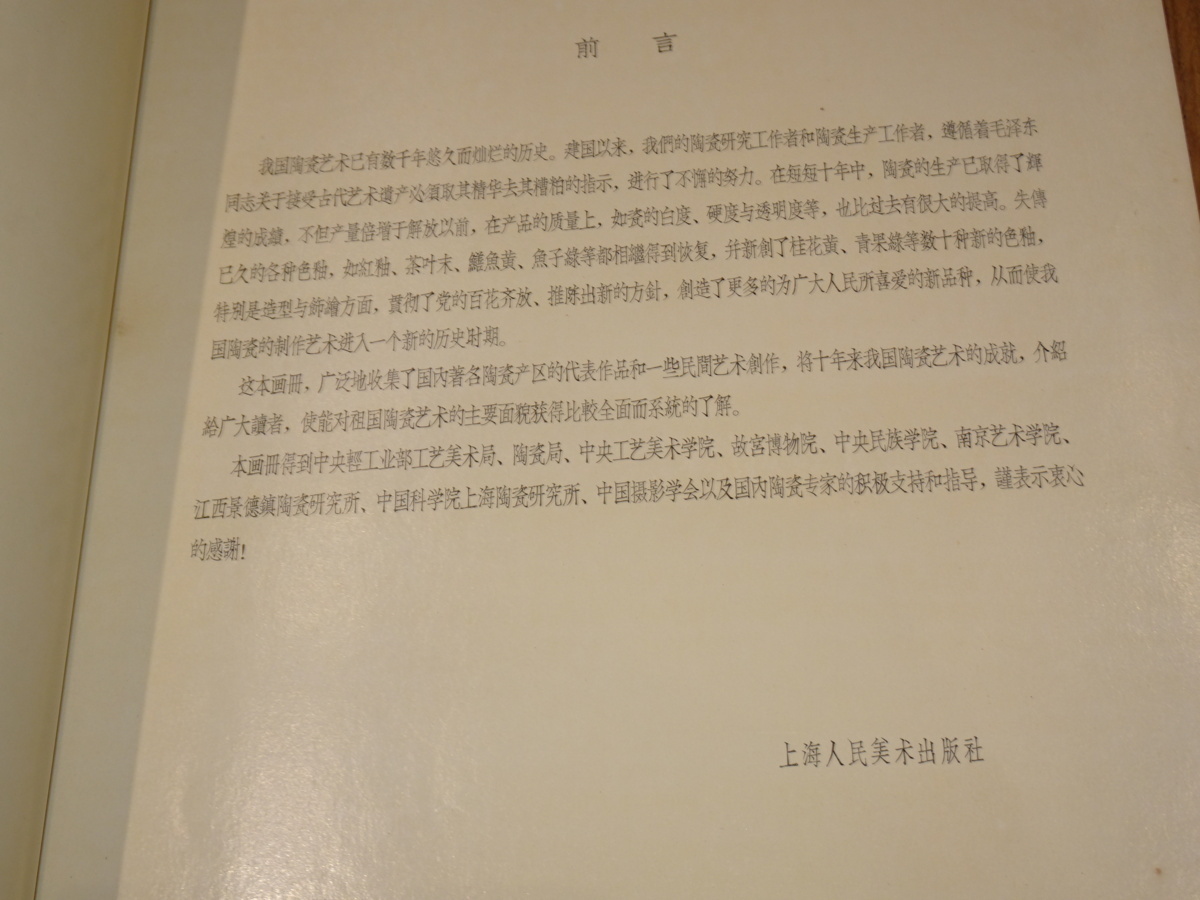 前 言
我国陶瓷艺术已有数千年悠久而灿烂的历史。建国以来，我們的陶瓷研究工作者和陶瓷生产工作者，遵循着毛泽东
同志关于接受古代艺术遗产必須取其精华去其糟粕的指示，进行了不懈的努力。在短短十年中，陶瓷的生产已取得了輝
煌的成績，不但产量倍增于解放以前，在产品的质量上，如瓷的白度、硬度与透明度等，也比过去有很大的提高。失傳
已久的各种色釉，如紅釉、茶叶末、鱔魚黄、魚子綠等都相繼得到恢复，并新創了桂花黄、青果綠等数十种新的色釉，
特别是造型与飾繪方面，貫彻了党的百花齐放、推陈出新的方針，創造了更多的为广大人民所喜爱的新品种，从而使我
国陶瓷的制作艺术进入一个新的历史时期。
这本画冊，广泛地收集了国內著名陶瓷产区的代表作品和一些民間艺术創作，将十年来我国陶瓷艺术的成就，介紹
給广大讀者，使能对祖国陶瓷艺术的主要面貌获得比較全面而系統的了解。
本画冊得到中央輕工业部工艺美术局、陶瓷局、中央工艺美术学院、故宮博物院、中央民族学院、南京艺术学院、
江西景德鎮陶瓷研究所、中国科学院上海陶瓷研究所、中国摄影学会以及国內陶瓷专家的积极支持和指导，謹表示衷心
的感謝！
上海人民美术出版社